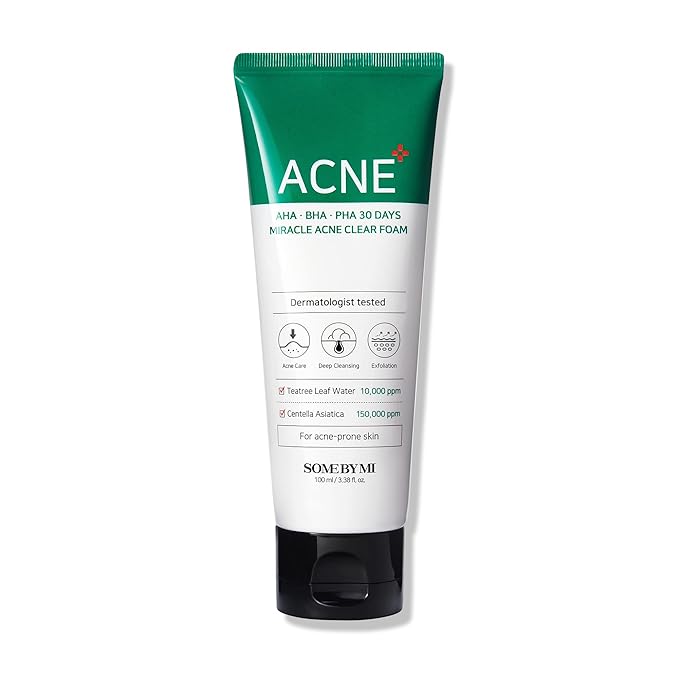 ACNE
AHA · BHA · PHA 30 DAYS
MIRACLE ACNE CLEAR FOAM
Dermatologist tested
Acne Care Deep Cleansing Exfoliation
Teatree Leaf Water 10,000 ppm
Centella Asiatica 150,000 ppm
For acne-prone skin
SOME BY MI
100 ml / 3.38 fl. oz.